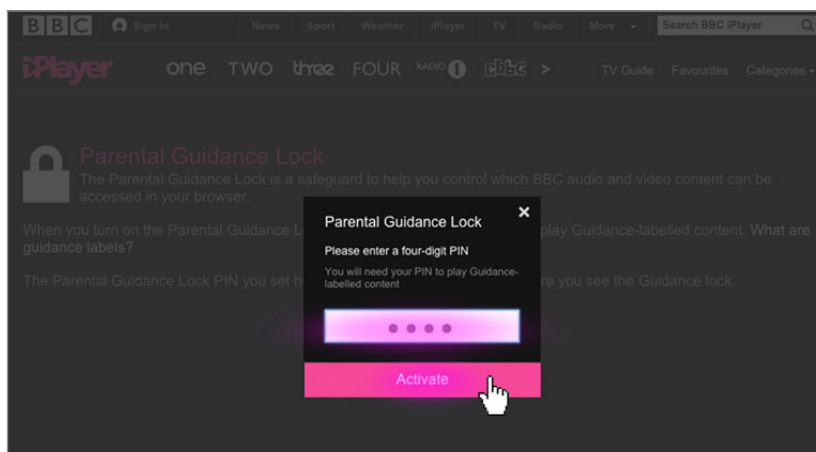 BBC Sign in News Sport Weather iPlayer TV Radio More Search BBC iPlayer
iPlayer one TWO three FOUR RADIO 1 cbbc > TV Guide Favourites Categories
Parental Guidance Lock
The Parental Guidance Lock is a safeguard to help you control which BBC audio and video content can be
accessed in your browser.
When you turn on the Parental Guidance L play Guidance-labelled content. What are
guidance labels?
The Parental Guidance Lock PIN you set h re you see the Guidance lock.
Parental Guidance Lock
Please enter a four-digit PIN
You will need your PIN to play Guidance-
labelled content
Activate